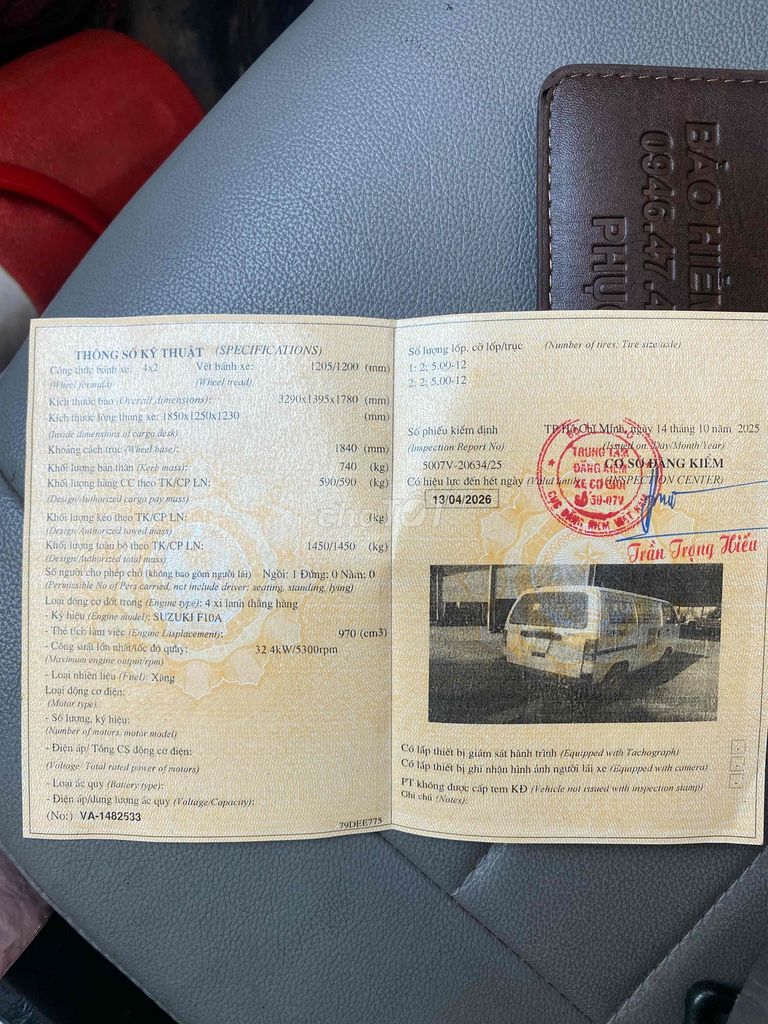 BẢO HIỂM
0946.47.4
PHỤ
THÔNG SỐ KỸ THUẬT (SPECIFICATIONS)
Công thức bánh xe: 4x2 Vết bánh xe: 1205/1200 (mm)
(Wheel formula) (Wheel tread)
Kích thước bao (Overall dimensions): 3290x1395x1780 (mm)
Kích thước lòng thùng xe: 1850x1250x1230 (mm)
(Inside dimensions of cargo desk)
Khoảng cách trục (Wheel base): 1840 (mm)
Khối lượng bản thân (Kerb mass): 740 (kg)
Khối lượng hàng CC theo TK/CP LN: 590/590 (kg)
(Design/Authorized cargo pay mass)
Khối lượng kéo theo TK/CP LN: (kg)
(Design/Authorized towed mass)
Khối lượng toàn bộ theo TK/CP LN: 1450/1450 (kg)
(Design/Authorized total mass)
Số người cho phép chở (không bao gồm người lái) Ngồi: 1 Đứng: 0 Nằm: 0
(Permissible No of Pers carried, not include driver: seating, standing, lying)
Loại động cơ đốt trong (Engine type): 4 xi lanh thẳng hàng
- Ký hiệu (Engine model): SUZUKI F10A
- Thể tích làm việc (Engine Displacement): 970 (cm3)
- Công suất lớn nhất/tốc độ quay: 32.4kW/5300rpm
(Maximum engine output/rpm)
- Loại nhiên liệu (Fuel): Xăng
Loại động cơ điện:
(Motor type)
- Số lượng, ký hiệu:
(Number of motors, motor model)
- Điện áp/ Tổng CS động cơ điện:
(Voltage/ Total rated power of motors)
- Loại ắc quy (Battery type):
- Điện áp/dung lượng ắc quy (Voltage/Capacity):
(No:) VA-1482533
79DEE775
Số lượng lốp, cỡ lốp/trục (Number of tires; Tire size/axle)
1: 2; 5.00-12
2: 2; 5.00-12
Số phiếu kiểm định TP Hồ Chí Minh, ngày 14 tháng 10 năm 2025
(Inspection Report No) (Issued on: Day/Month/Year)
5007V-20634/25 CƠ SỞ ĐĂNG KIỂM
Có hiệu lực đến hết ngày (Valid until) (INSPECTION CENTER)
13/04/2026
TRUNG TÂM
ĐĂNG KIỂM
XE CƠ GIỚI
50-07V
CỤC ĐĂNG KIỂM VIỆT NAM
Trần Trọng Hiếu
Có lắp thiết bị giám sát hành trình (Equipped with Tachograph)
Có lắp thiết bị ghi nhận hình ảnh người lái xe (Equipped with camera)
PT không được cấp tem KĐ (Vehicle not issued with inspection stamp)
Ghi chú (Notes):